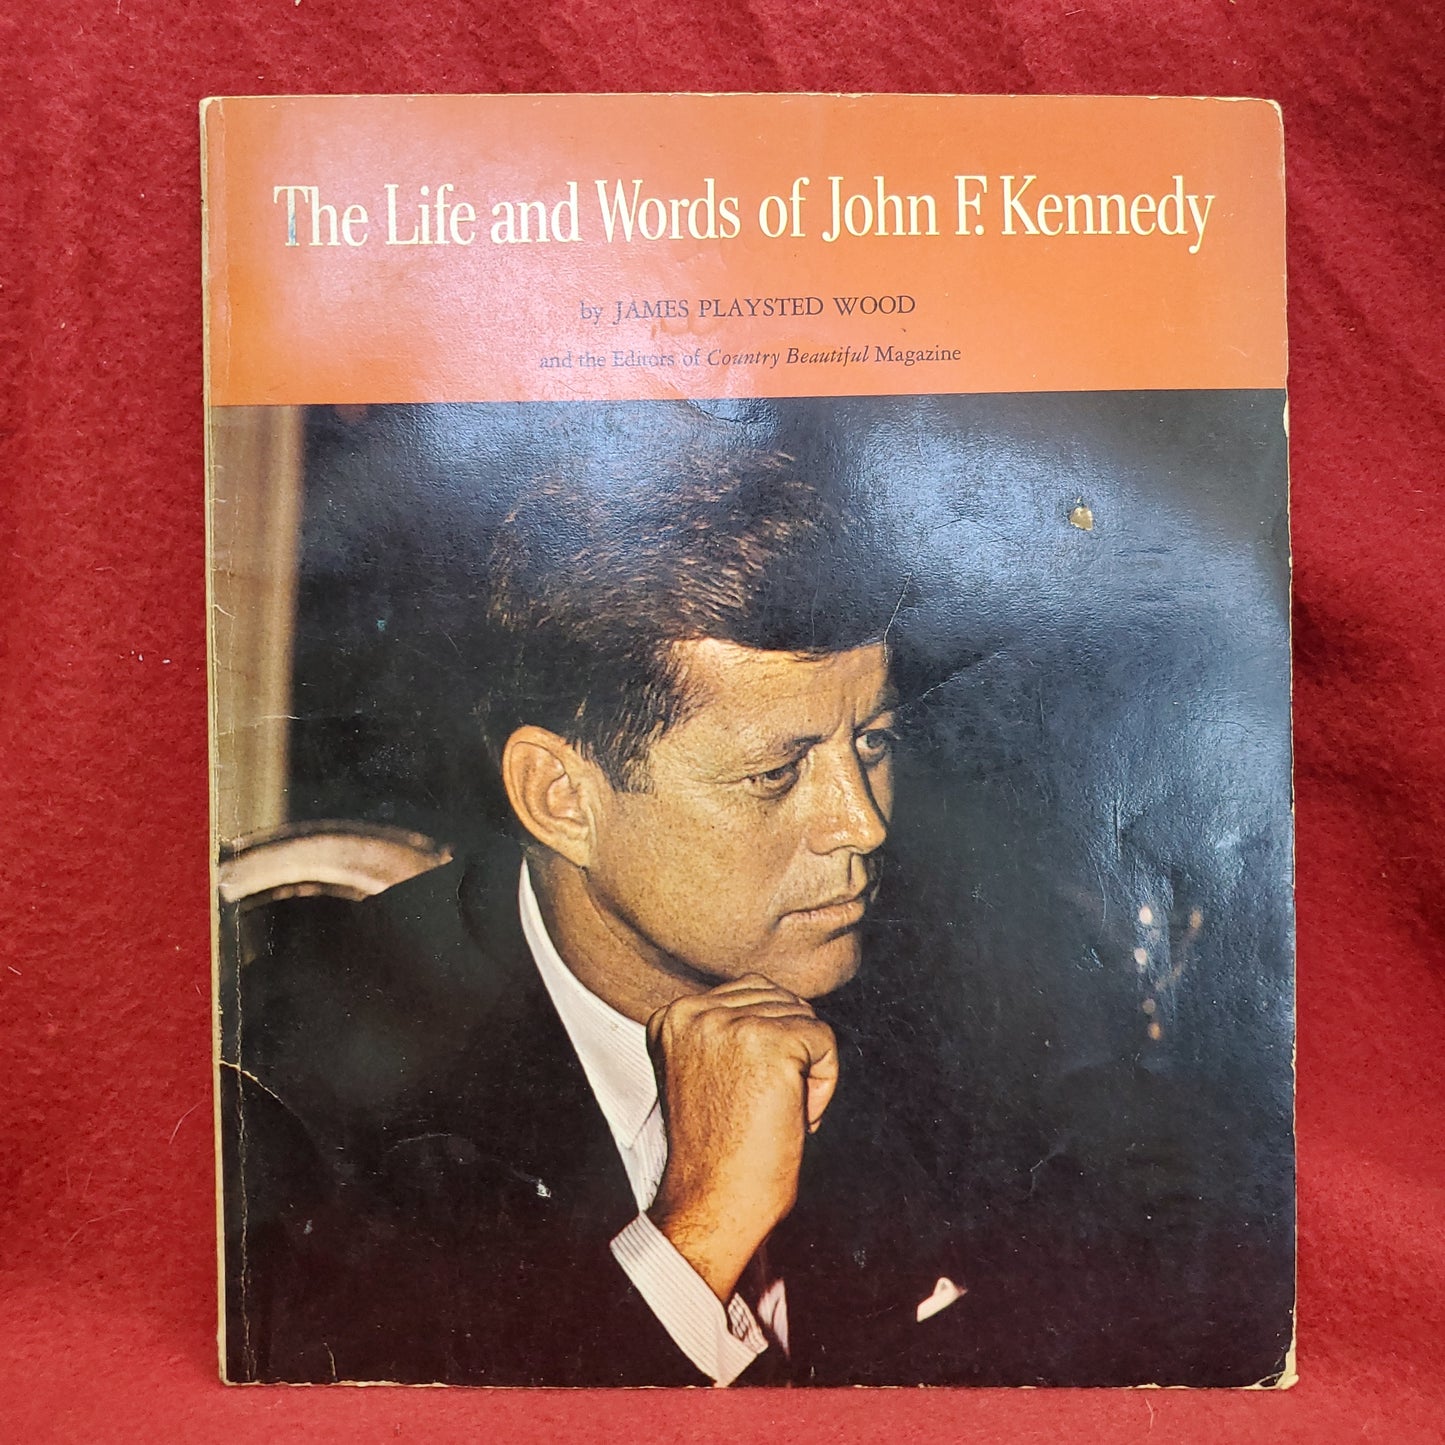 The Life and Words of John F. Kennedy
by JAMES PLAYSTED WOOD
and the Editors of Country Beautiful Magazine